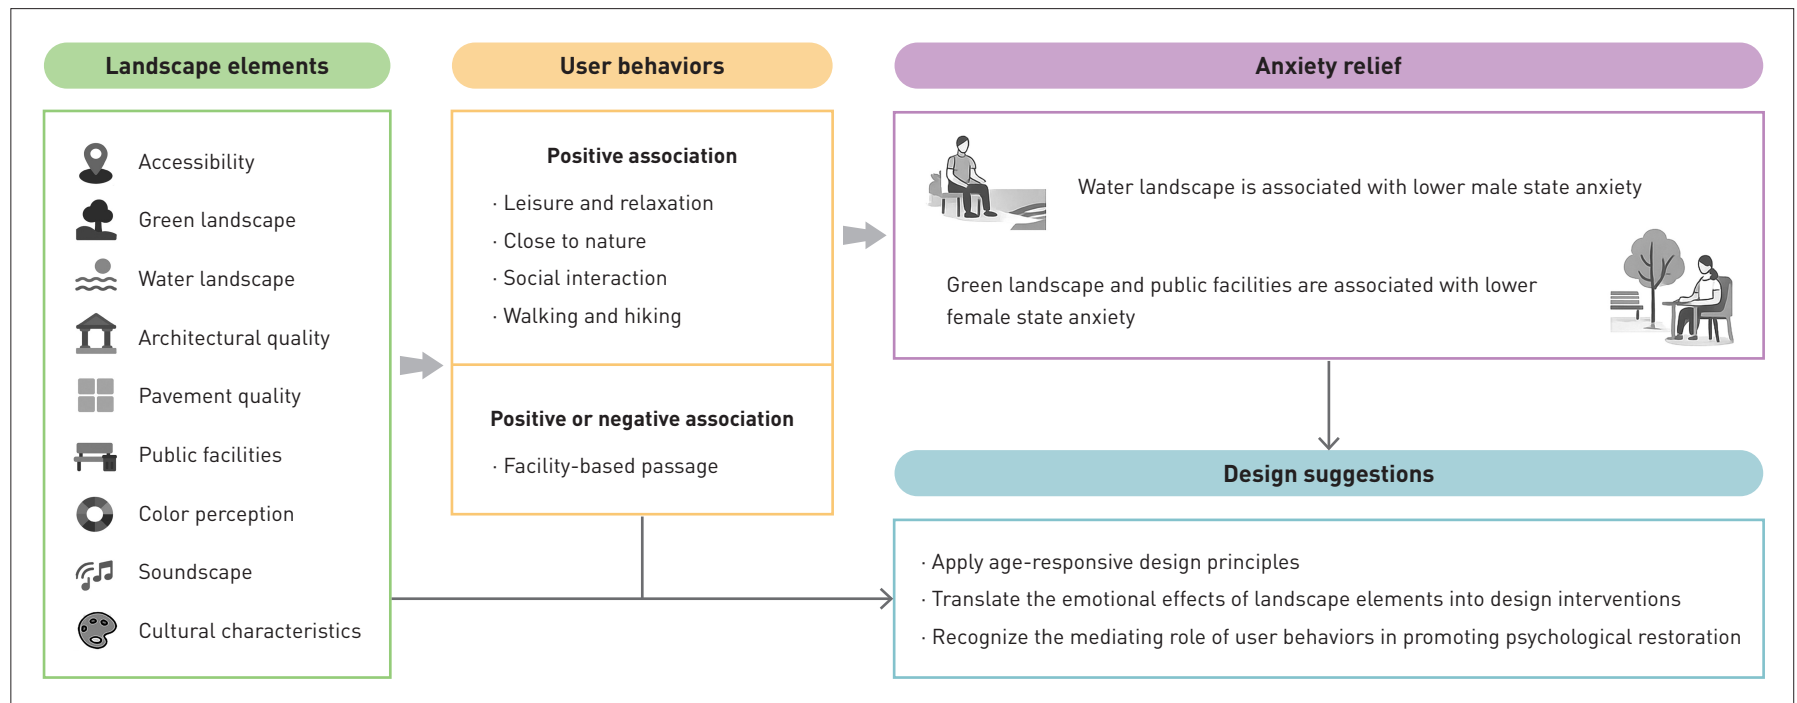 Landscape elements
Accessibility
Green landscape
Water landscape
Architectural quality
Pavement quality
Public facilities
Color perception
Soundscape
Cultural characteristics
User behaviors
Positive association
· Leisure and relaxation
· Close to nature
· Social interaction
· Walking and hiking
Positive or negative association
· Facility-based passage
Anxiety relief
Water landscape is associated with lower male state anxiety
Green landscape and public facilities are associated with lower
female state anxiety
Design suggestions
· Apply age-responsive design principles
· Translate the emotional effects of landscape elements into design interventions
· Recognize the mediating role of user behaviors in promoting psychological restoration